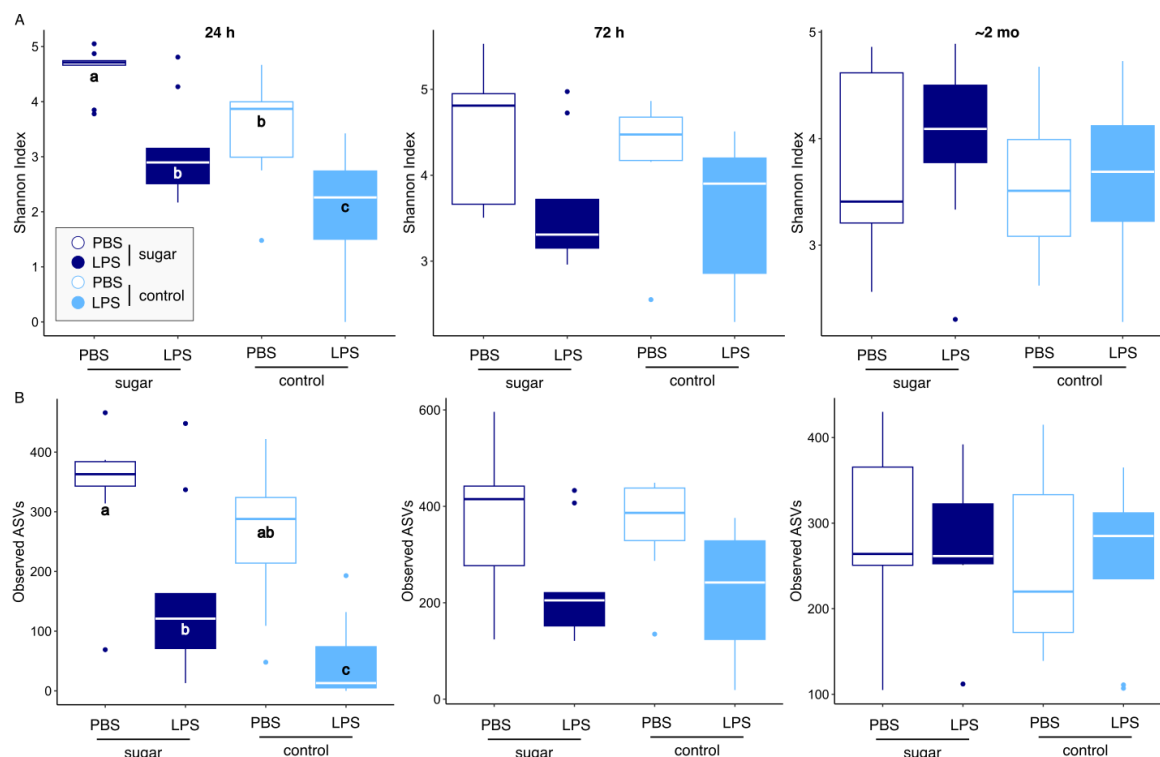 A
24 h
72 h
~2 mo
Shannon Index
5
4
3
2
1
0
a
b
b
c
PBS
LPS
sugar
PBS
LPS
control
PBS
LPS
PBS
LPS
sugar
control
Shannon Index
5
4
3
PBS
LPS
PBS
LPS
sugar
control
Shannon Index
5
4
3
PBS
LPS
PBS
LPS
sugar
control
B
Observed ASVs
400
300
200
100
0
a
b
ab
c
PBS
LPS
PBS
LPS
sugar
control
Observed ASVs
600
400
200
0
PBS
LPS
PBS
LPS
sugar
control
Observed ASVs
400
300
200
100
PBS
LPS
PBS
LPS
sugar
control